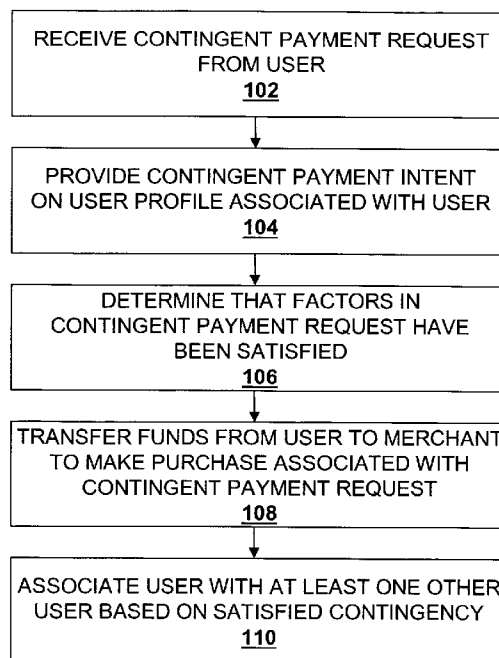 RECEIVE CONTINGENT PAYMENT REQUEST
FROM USER
102
PROVIDE CONTINGENT PAYMENT INTENT
ON USER PROFILE ASSOCIATED WITH USER
104
DETERMINE THAT FACTORS IN
CONTINGENT PAYMENT REQUEST HAVE
BEEN SATISFIED
106
TRANSFER FUNDS FROM USER TO MERCHANT
TO MAKE PURCHASE ASSOCIATED WITH
CONTINGENT PAYMENT REQUEST
108
ASSOCIATE USER WITH AT LEAST ONE OTHER
USER BASED ON SATISFIED CONTINGENCY
110